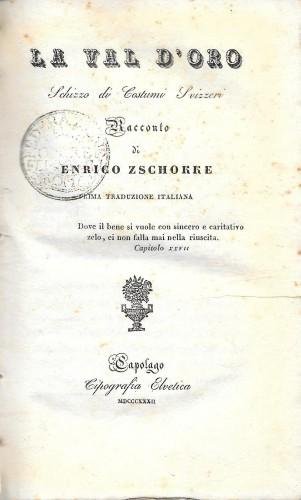 LA VAL D'ORO
Schizzo di Costumi Svizzeri
Racconto
di
ENRICO ZSCHOKKE
PRIMA TRADUZIONE ITALIANA
Dove il bene si vuole con sincero e caritativo
zelo, ei non falla mai nella riuscita.
Capitolo XXVII
Capolago
Tipografia Elvetica
MDCCCXXXII